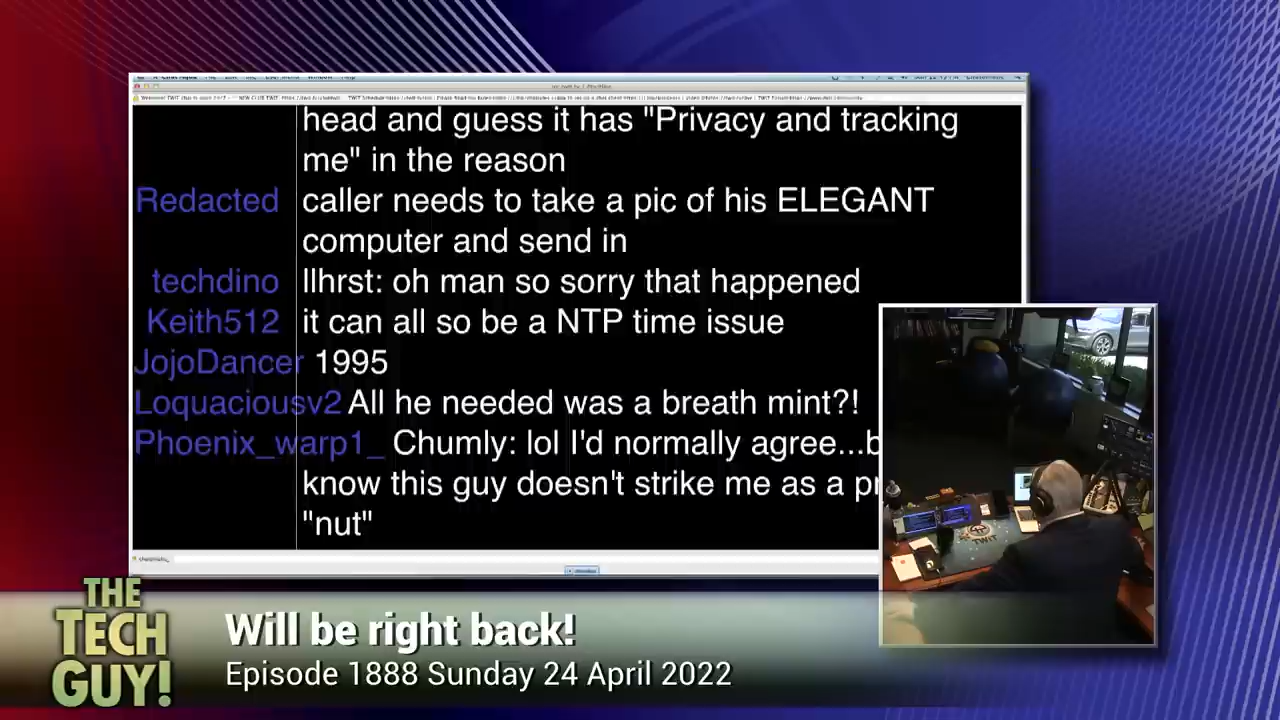 head and guess it has "Privacy and tracking
me" in the reason
Redacted caller needs to take a pic of his ELEGANT
computer and send in
techdino llhrst: oh man so sorry that happened
Keith512 it can all so be a NTP time issue
JojoDancer 1995
Loquaciousv2 All he needed was a breath mint?!
Phoenix_warp1_ Chumly: lol I'd normally agree...b
know this guy doesn't strike me as a pr
"nut"
TWiT
THE
TECH
GUY!
Will be right back!
Episode 1888 Sunday 24 April 2022